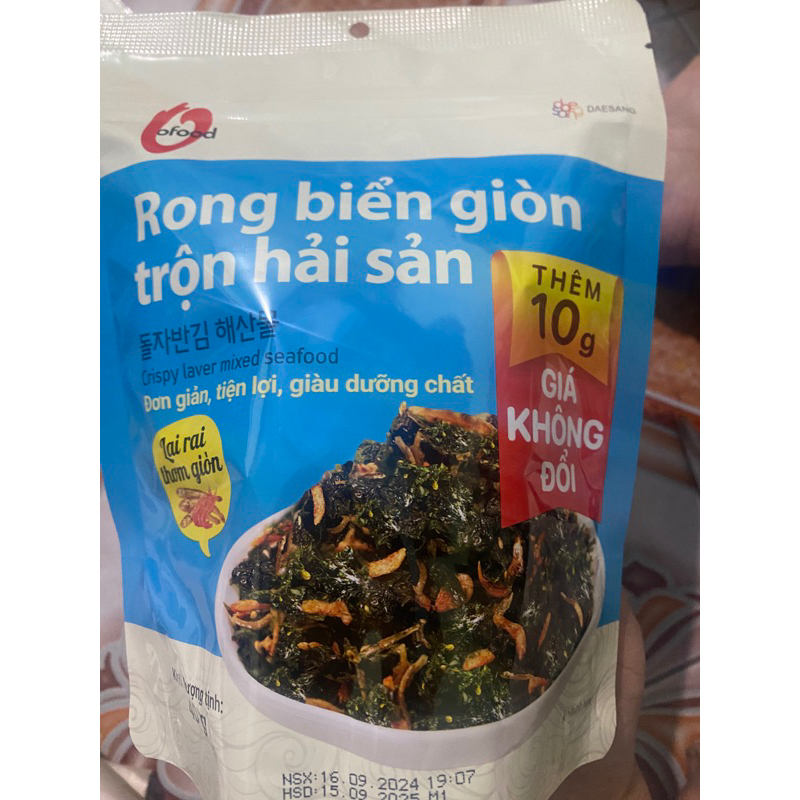 ofood
DAESANG
Rong biển giòn
trộn hải sản
돌자반김 해산물
Crispy laver mixed seafood
Đơn giản, tiện lợi, giàu dưỡng chất
THÊM
10g
GIÁ
KHÔNG
ĐỔI
Lai rai
thơm giòn
lượng tịnh:
NSX:16.09.2024 19:07
HSD:15.09.2025 M1